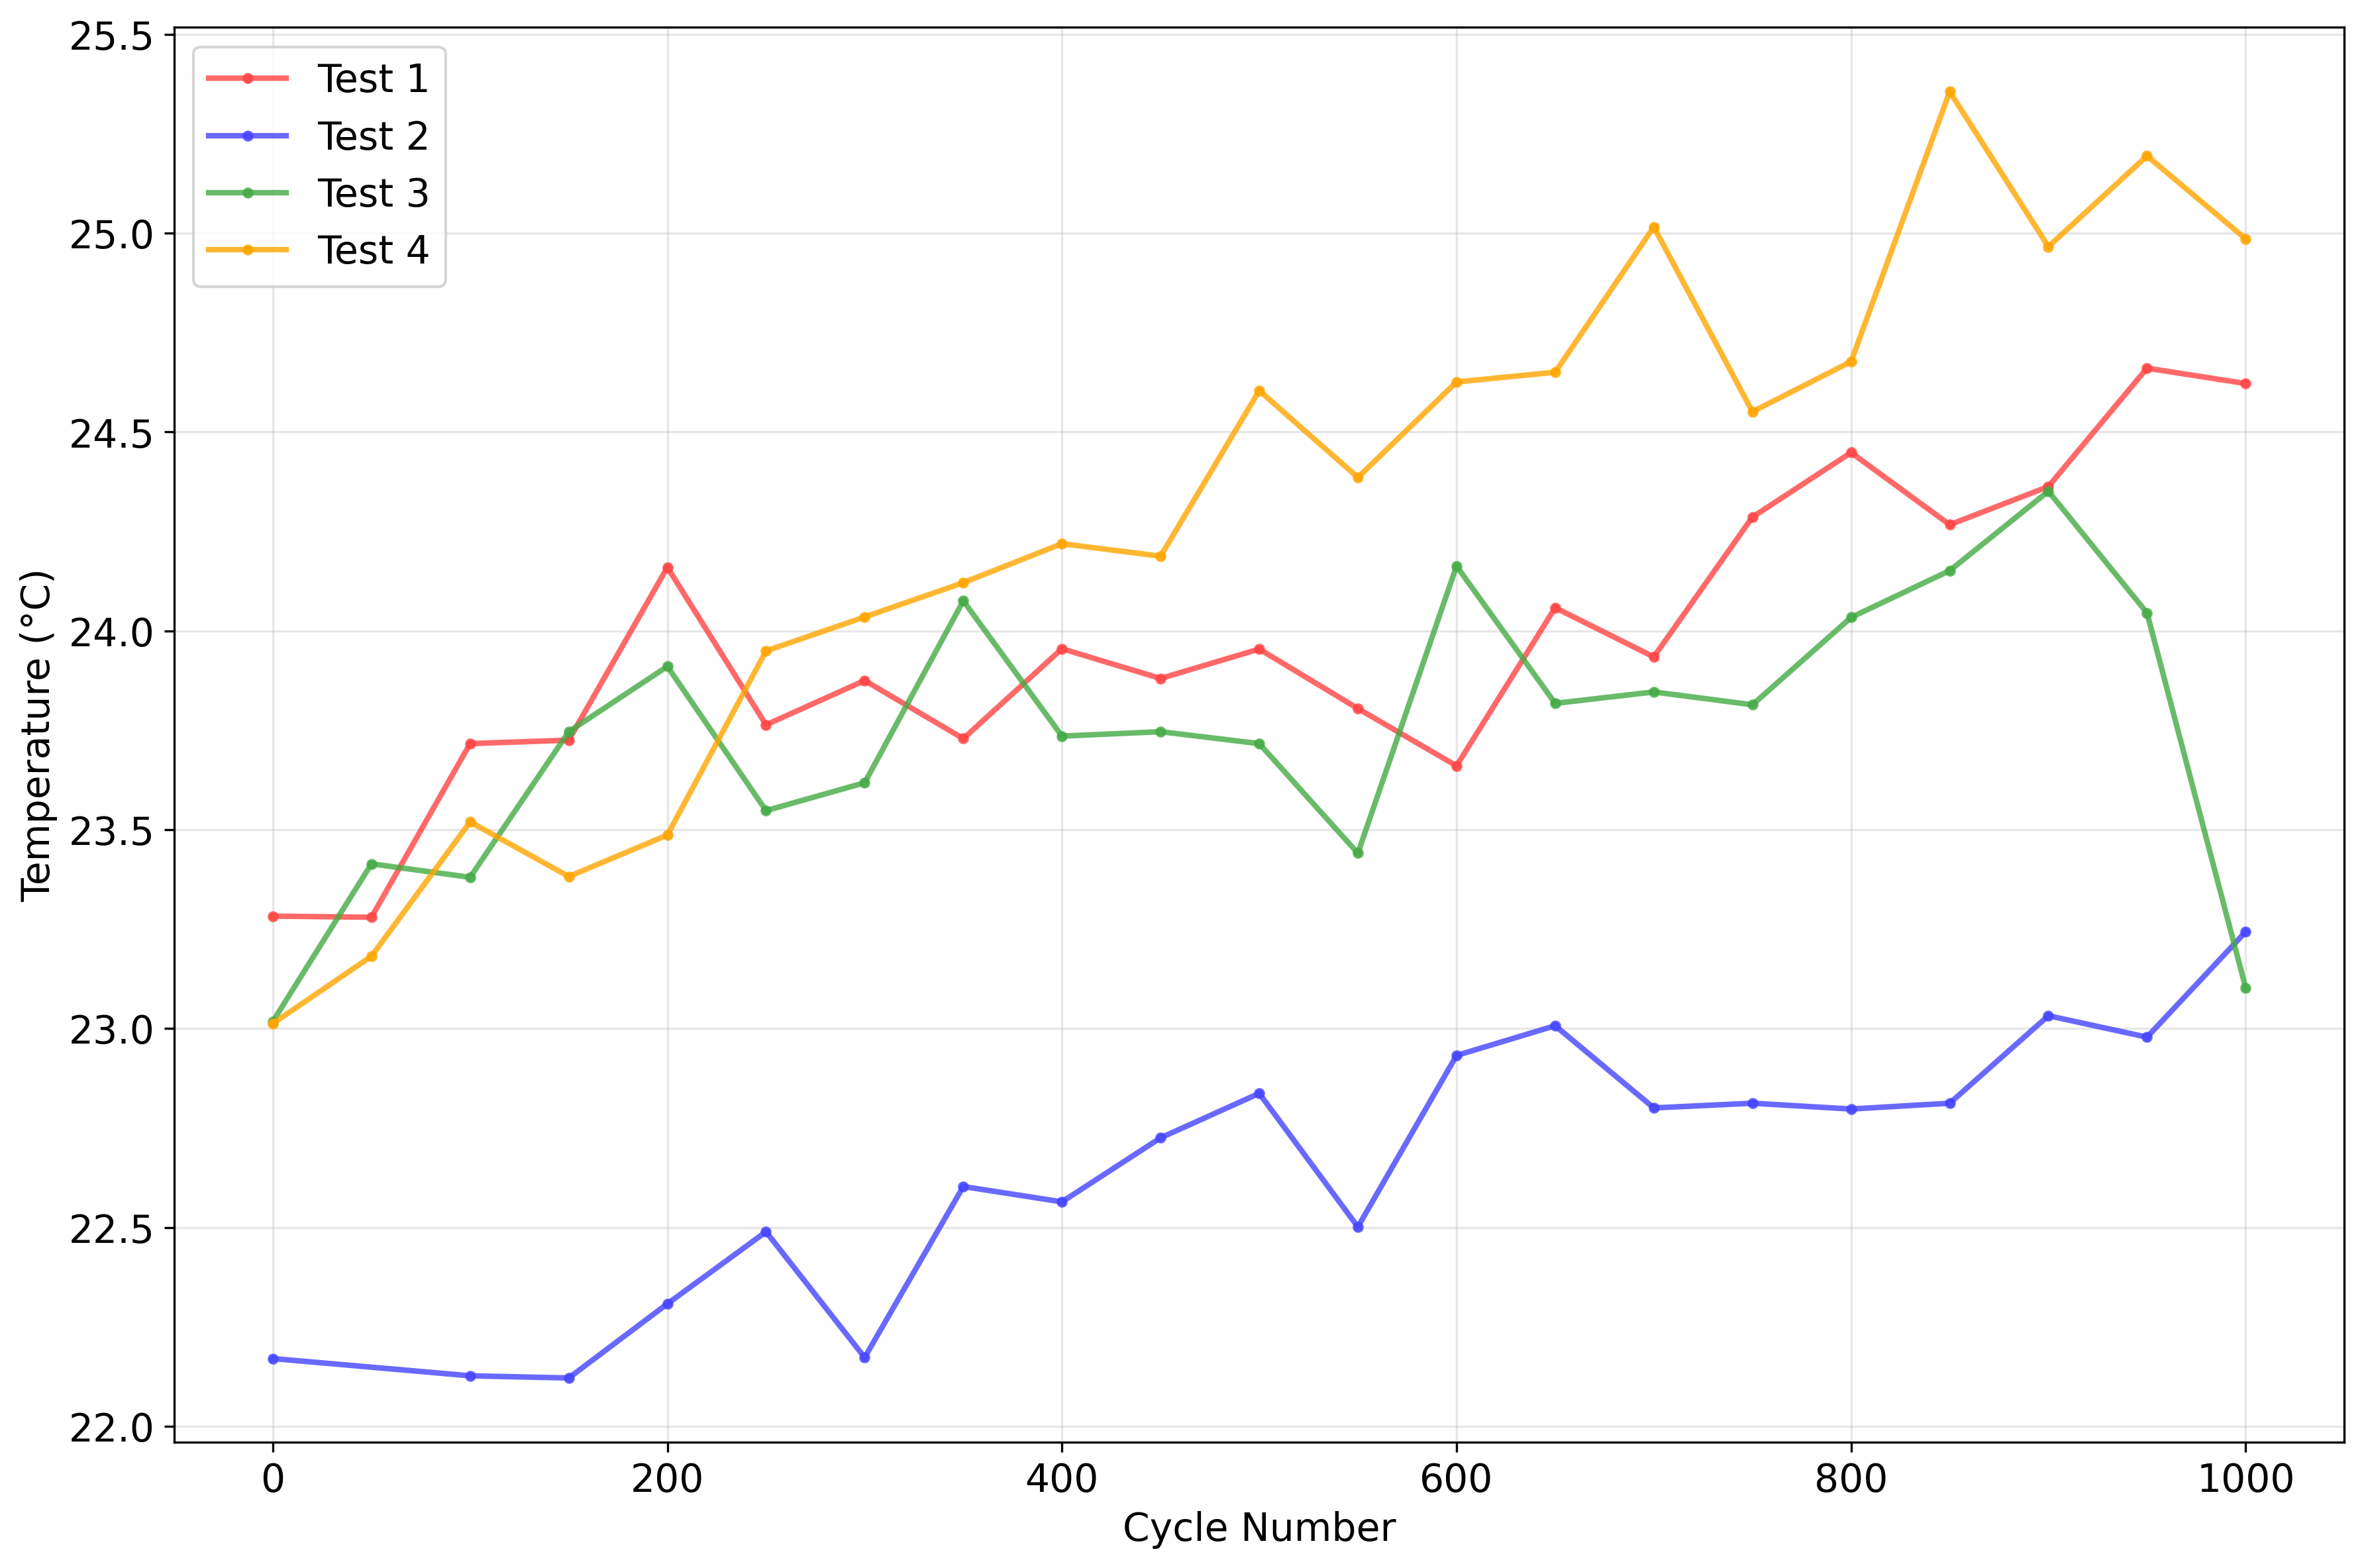 Test 1
Test 2
Test 3
Test 4
25.5
25.0
24.5
24.0
23.5
23.0
22.5
22.0
Temperature (°C)
0 200 400 600 800 1000
Cycle Number